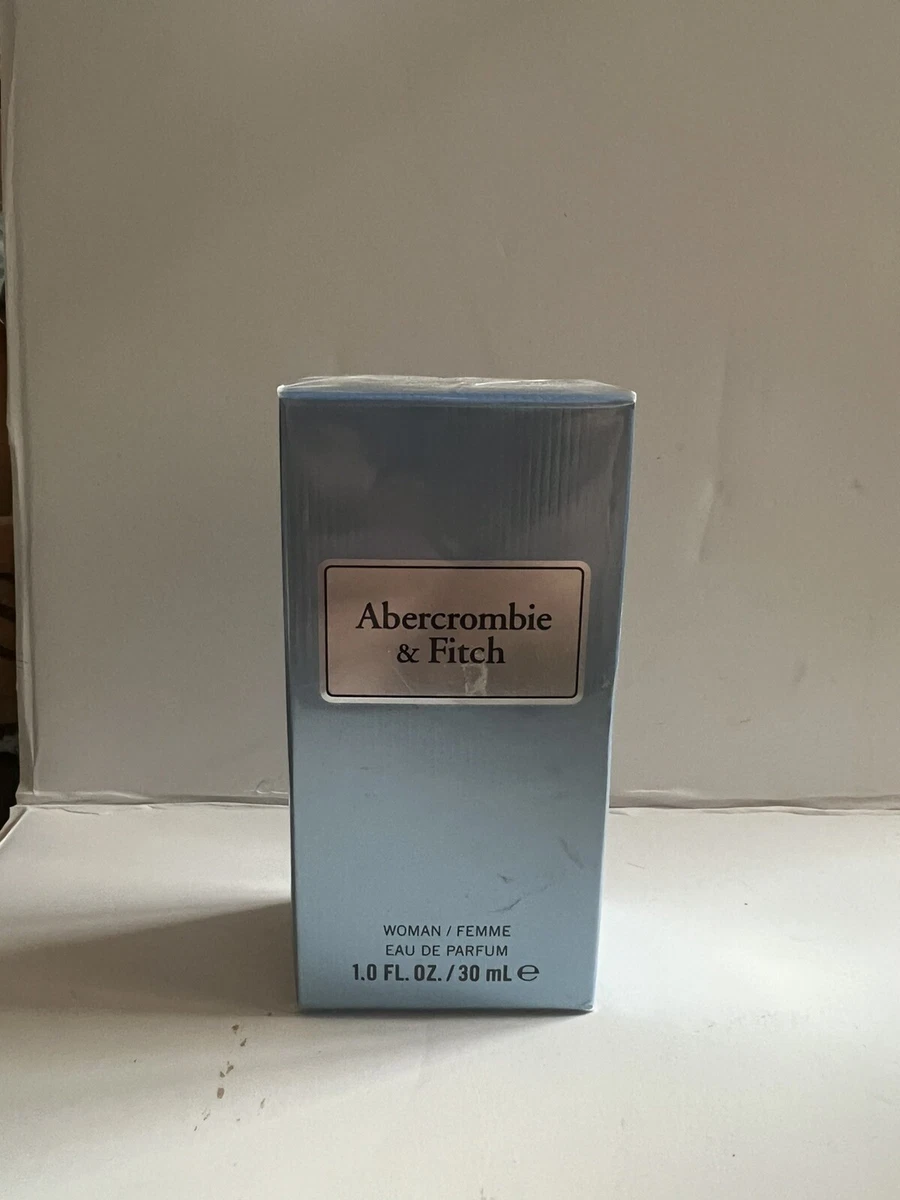 Abercrombie
& Fitch
WOMAN / FEMME
EAU DE PARFUM
1.0 FL. OZ. / 30 mL ℮